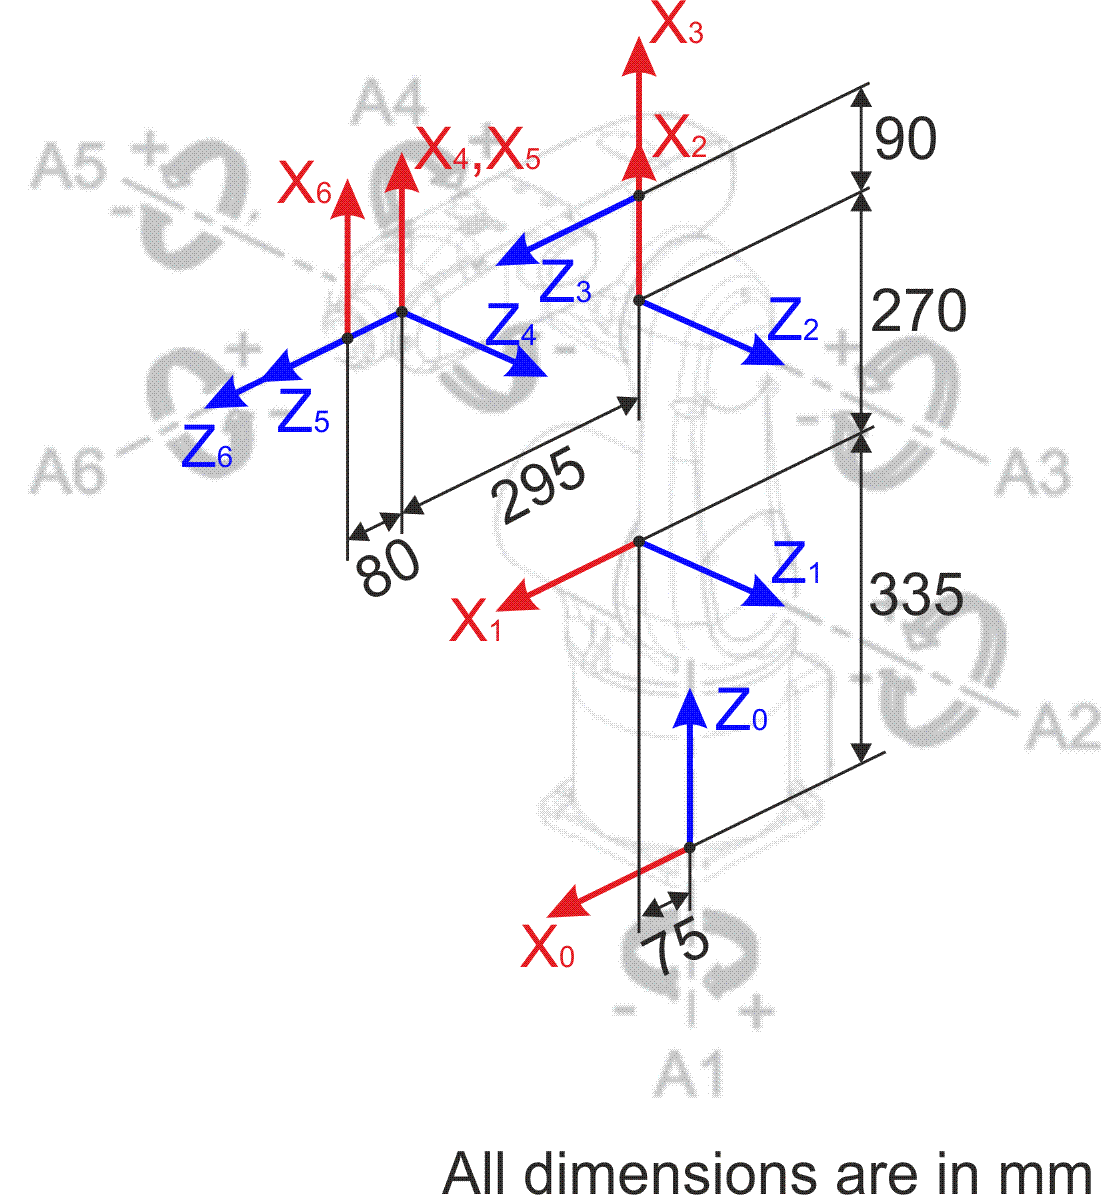 X3
A4
+
+
X4,X5
X2
90
A5
+
-
X6
Z3
Z4
Z2
270
+
-
+
-
-
Z5
Z6
A6
A3
295
80
Z1
335
X1
+
-
Z0
A2
X0
75
-
+
A1
All dimensions are in mm